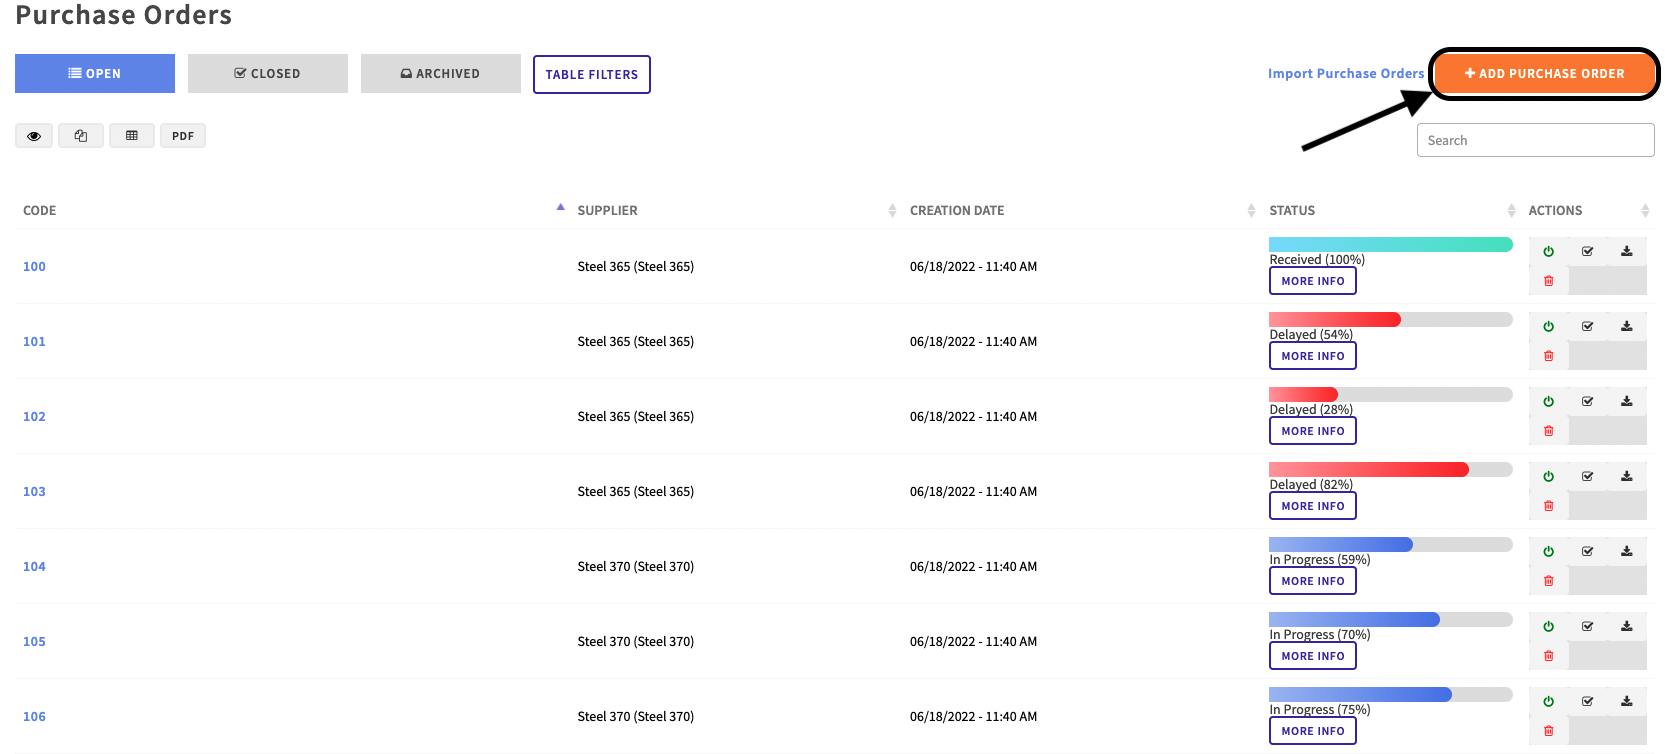 Purchase Orders
OPEN CLOSED ARCHIVED TABLE FILTERS Import Purchase Orders + ADD PURCHASE ORDER
PDF Search
CODE SUPPLIER CREATION DATE STATUS ACTIONS
100 Steel 365 (Steel 365) 06/18/2022 - 11:40 AM Received (100%)
MORE INFO
101 Steel 365 (Steel 365) 06/18/2022 - 11:40 AM Delayed (54%)
MORE INFO
102 Steel 365 (Steel 365) 06/18/2022 - 11:40 AM Delayed (28%)
MORE INFO
103 Steel 365 (Steel 365) 06/18/2022 - 11:40 AM Delayed (82%)
MORE INFO
104 Steel 370 (Steel 370) 06/18/2022 - 11:40 AM In Progress (59%)
MORE INFO
105 Steel 370 (Steel 370) 06/18/2022 - 11:40 AM In Progress (70%)
MORE INFO
106 Steel 370 (Steel 370) 06/18/2022 - 11:40 AM In Progress (75%)
MORE INFO